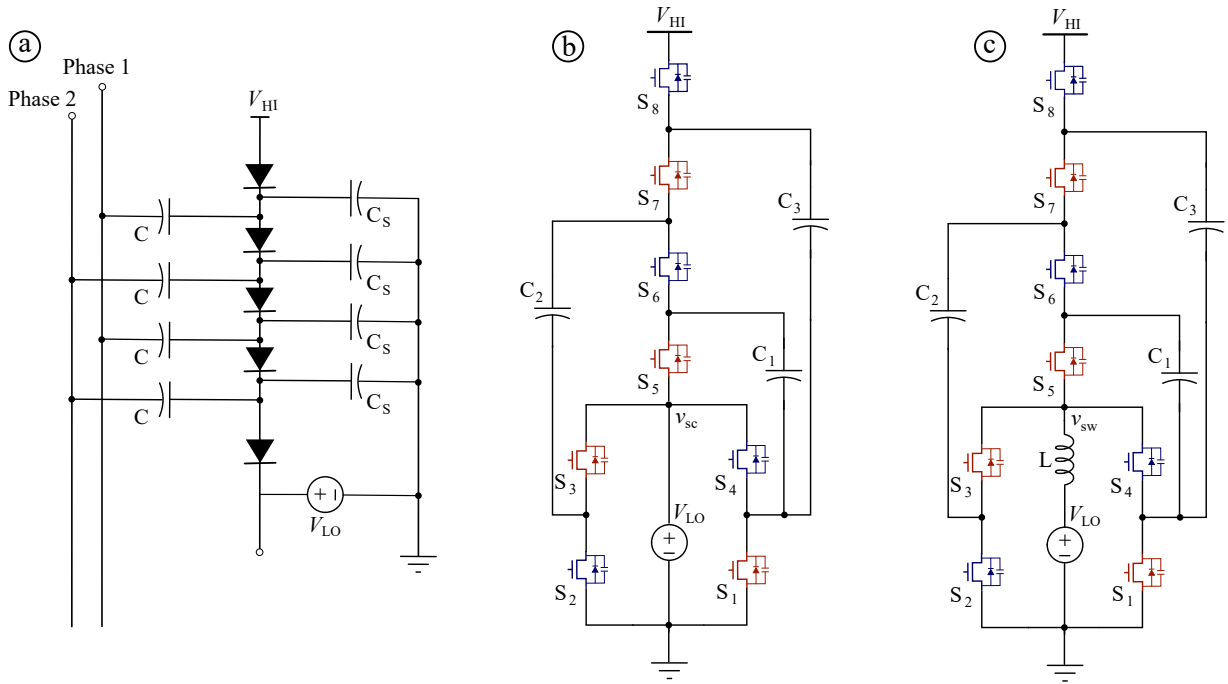 a
Phase 1
Phase 2
V_HI
C
C_S
C
C_S
C
C_S
C
C_S
V_LO
b
V_HI
S_8
S_7
C_3
C_2
S_6
C_1
S_5
v_sc
S_3
S_4
V_LO
S_2
S_1
c
V_HI
S_8
S_7
C_3
C_2
S_6
C_1
S_5
v_sw
L
S_3
S_4
V_LO
S_2
S_1